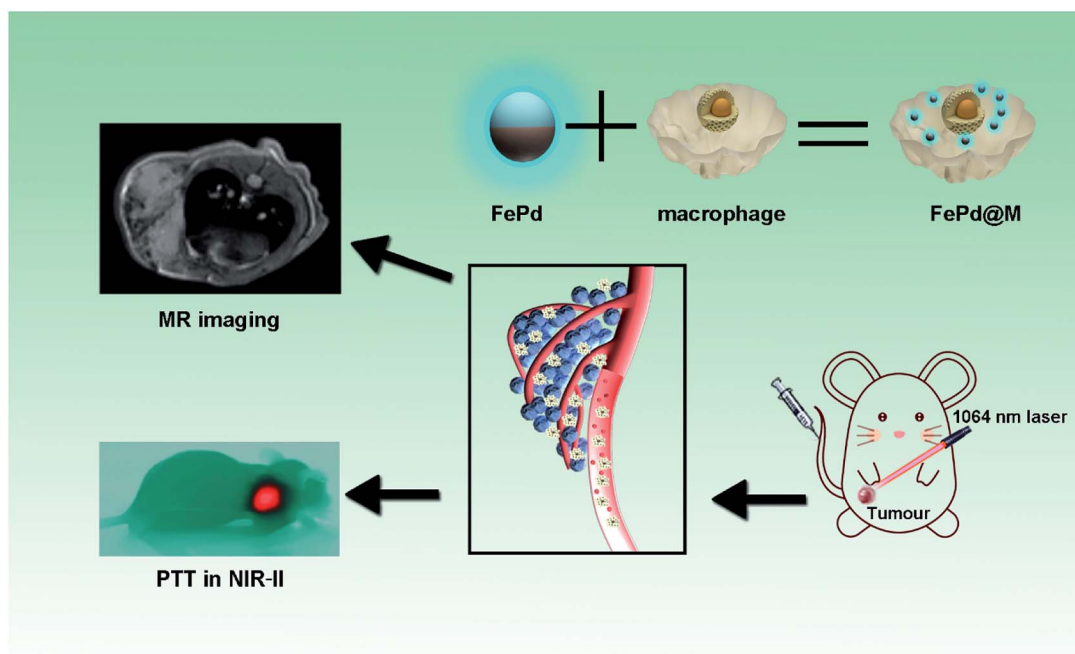 FePd
macrophage
FePd@M
MR imaging
1064 nm laser
Tumour
PTT in NIR-II